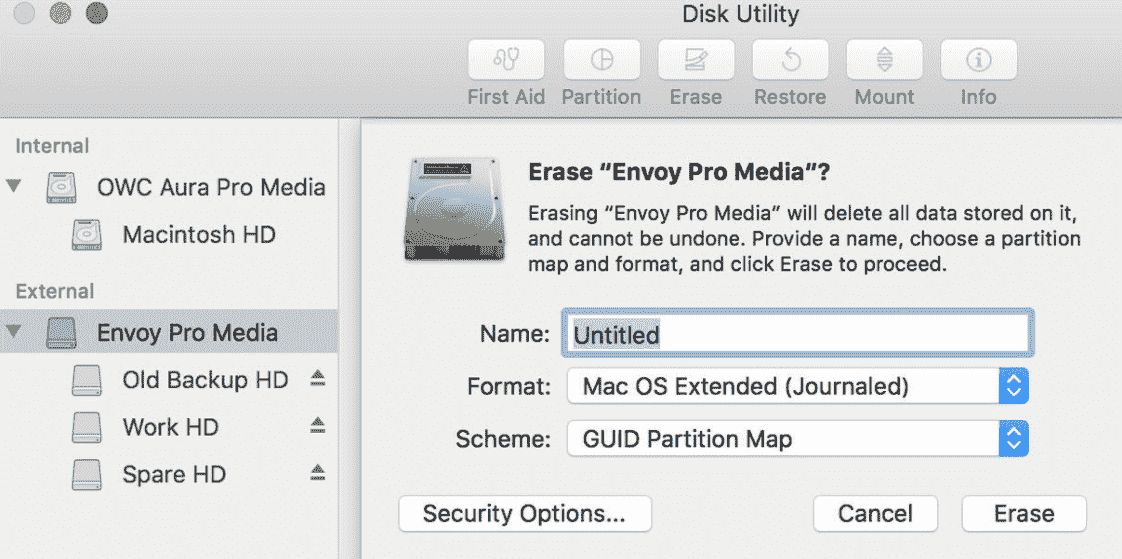 Disk Utility
First Aid Partition Erase Restore Mount Info
Internal
OWC Aura Pro Media
Macintosh HD
External
Envoy Pro Media
Old Backup HD
Work HD
Spare HD
Erase “Envoy Pro Media”?
Erasing “Envoy Pro Media” will delete all data stored on it,
and cannot be undone. Provide a name, choose a partition
map and format, and click Erase to proceed.
Name: Untitled
Format: Mac OS Extended (Journaled)
Scheme: GUID Partition Map
Security Options... Cancel Erase